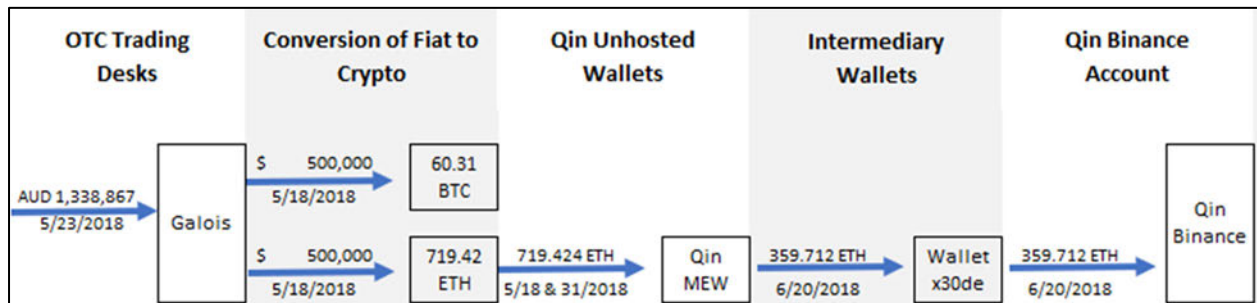 OTC Trading
Desks
Conversion of Fiat to
Crypto
Qin Unhosted
Wallets
Intermediary
Wallets
Qin Binance
Account
AUD 1,338,867
5/23/2018
Galois
$ 500,000
5/18/2018
60.31
BTC
$ 500,000
5/18/2018
719.42
ETH
719.424 ETH
5/18 & 31/2018
Qin
MEW
359.712 ETH
6/20/2018
Wallet
x30de
359.712 ETH
6/20/2018
Qin
Binance